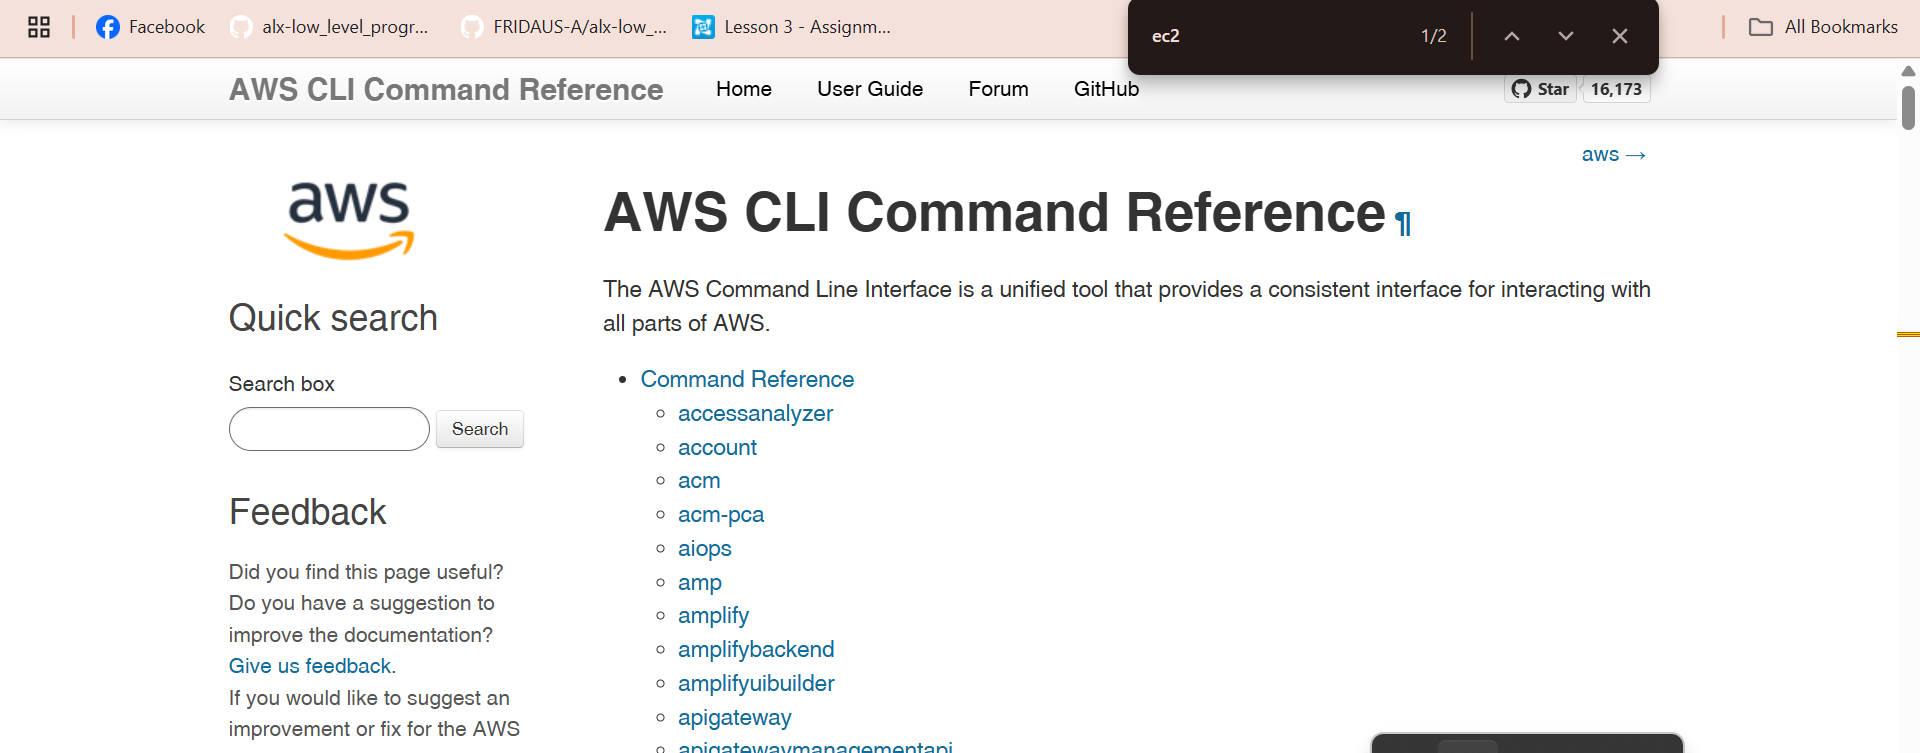 Facebook
alx-low_level_progr...
FRIDAUS-A/alx-low_...
Lesson 3 - Assignm...
ec2
1/2
All Bookmarks
AWS CLI Command Reference
Home
User Guide
Forum
GitHub
Star
16,173
aws →
aws
AWS CLI Command Reference ¶
The AWS Command Line Interface is a unified tool that provides a consistent interface for interacting with
all parts of AWS.
Quick search
Search box
Search
• Command Reference
◦ accessanalyzer
◦ account
◦ acm
◦ acm-pca
◦ aiops
◦ amp
◦ amplify
◦ amplifybackend
◦ amplifyuibuilder
◦ apigateway
◦ apigatewaymanagementapi
Feedback
Did you find this page useful?
Do you have a suggestion to
improve the documentation?
Give us feedback.
If you would like to suggest an
improvement or fix for the AWS